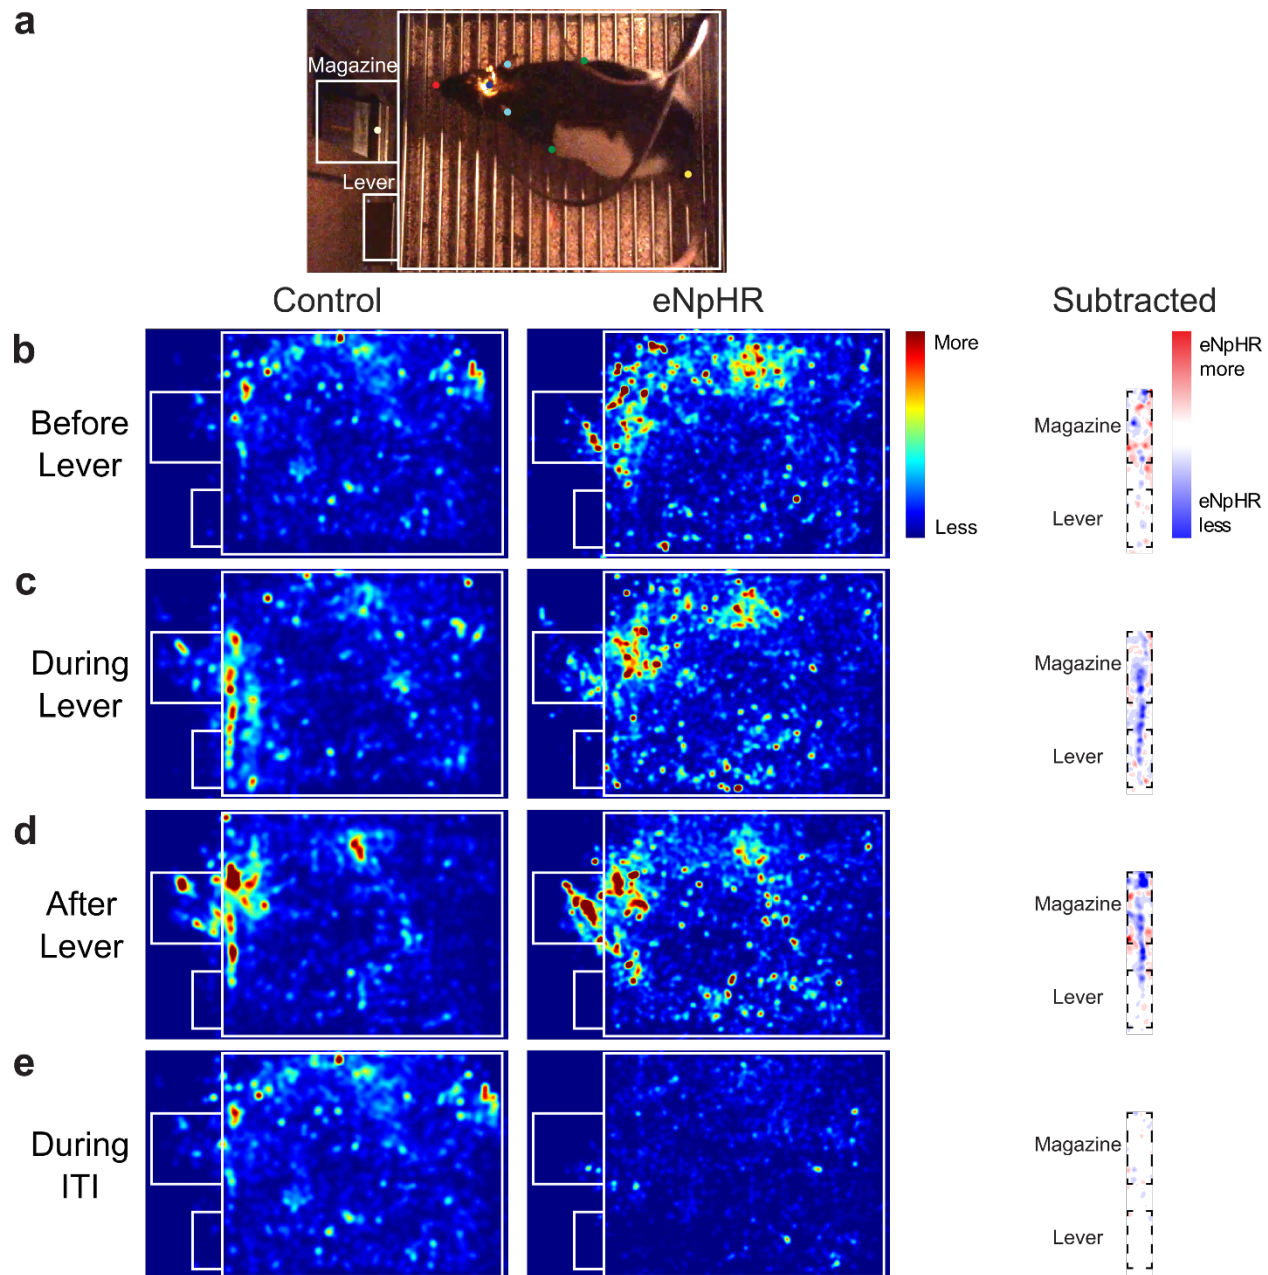 a
Magazine
Lever
Control
eNpHR
Subtracted
b
Before
Lever
More
Less
Magazine
Lever
eNpHR
more
eNpHR
less
c
During
Lever
Magazine
Lever
d
After
Lever
Magazine
Lever
e
During
ITI
Magazine
Lever